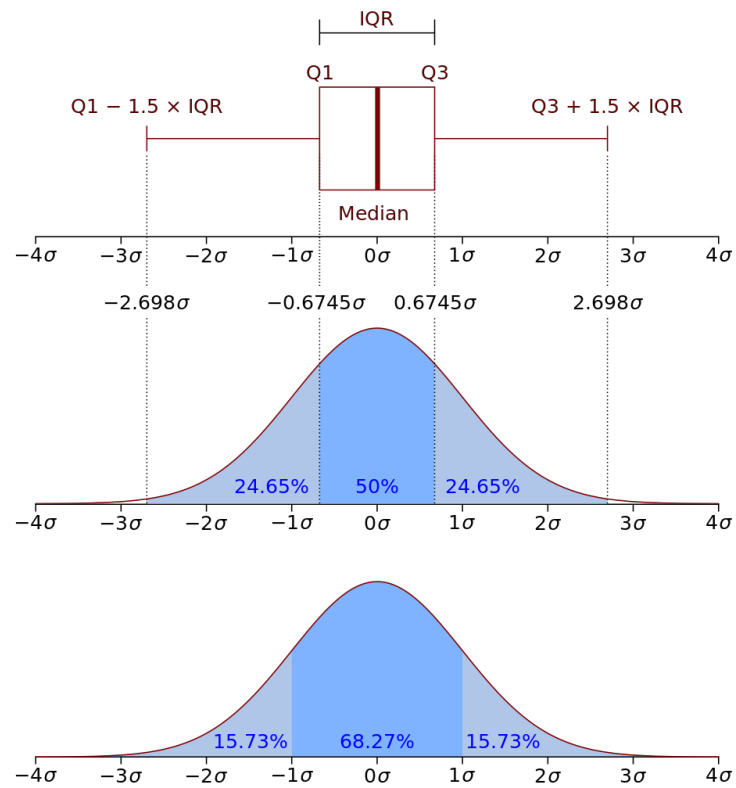 IQR
Q1 Q3
Q1 − 1.5 × IQR Q3 + 1.5 × IQR
Median
−4σ −3σ −2σ −1σ 0σ 1σ 2σ 3σ 4σ
−2.698σ −0.6745σ 0.6745σ 2.698σ
24.65% 50% 24.65%
−4σ −3σ −2σ −1σ 0σ 1σ 2σ 3σ 4σ
15.73% 68.27% 15.73%
−4σ −3σ −2σ −1σ 0σ 1σ 2σ 3σ 4σ